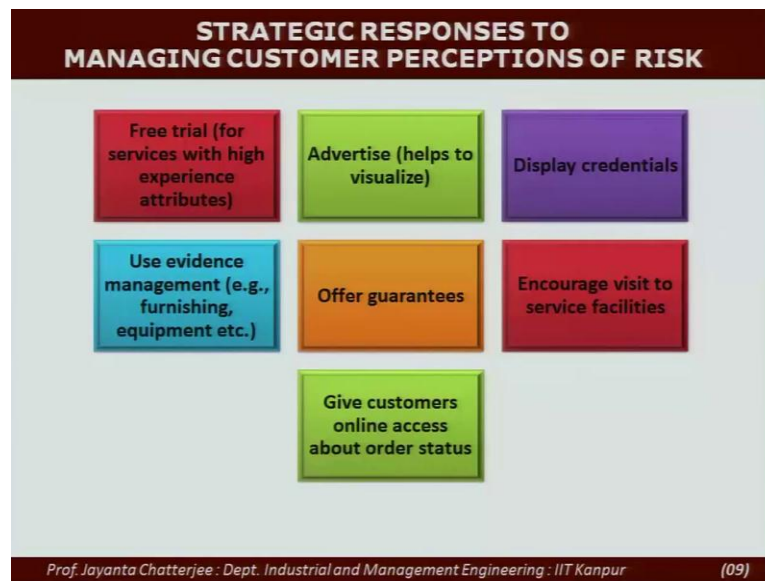 STRATEGIC RESPONSES TO
MANAGING CUSTOMER PERCEPTIONS OF RISK
Free trial (for
services with high
experience
attributes)
Advertise (helps to
visualize)
Display credentials
Use evidence
management (e.g.,
furnishing,
equipment etc.)
Offer guarantees
Encourage visit to
service facilities
Give customers
online access
about order status
Prof. Jayanta Chatterjee : Dept. Industrial and Management Engineering : IIT Kanpur (09)